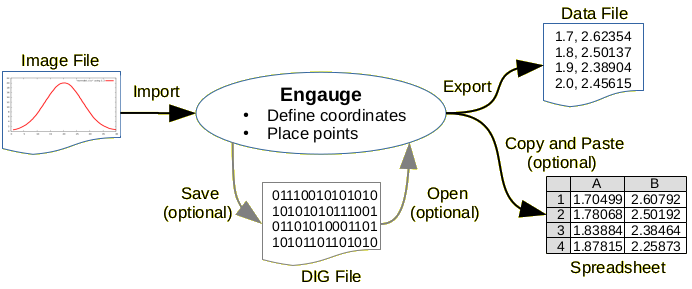 Image File
Import
Engauge
• Define coordinates
• Place points
Export
Data File
1.7, 2.62354
1.8, 2.50137
1.9, 2.38904
2.0, 2.45615
Copy and Paste
(optional)
A B
1 1.70499 2.60792
2 1.78068 2.50192
3 1.83884 2.38464
4 1.87815 2.25873
Spreadsheet
Save
(optional)
01110010101010
10101010111001
01101010001101
10101101101010
DIG File
Open
(optional)